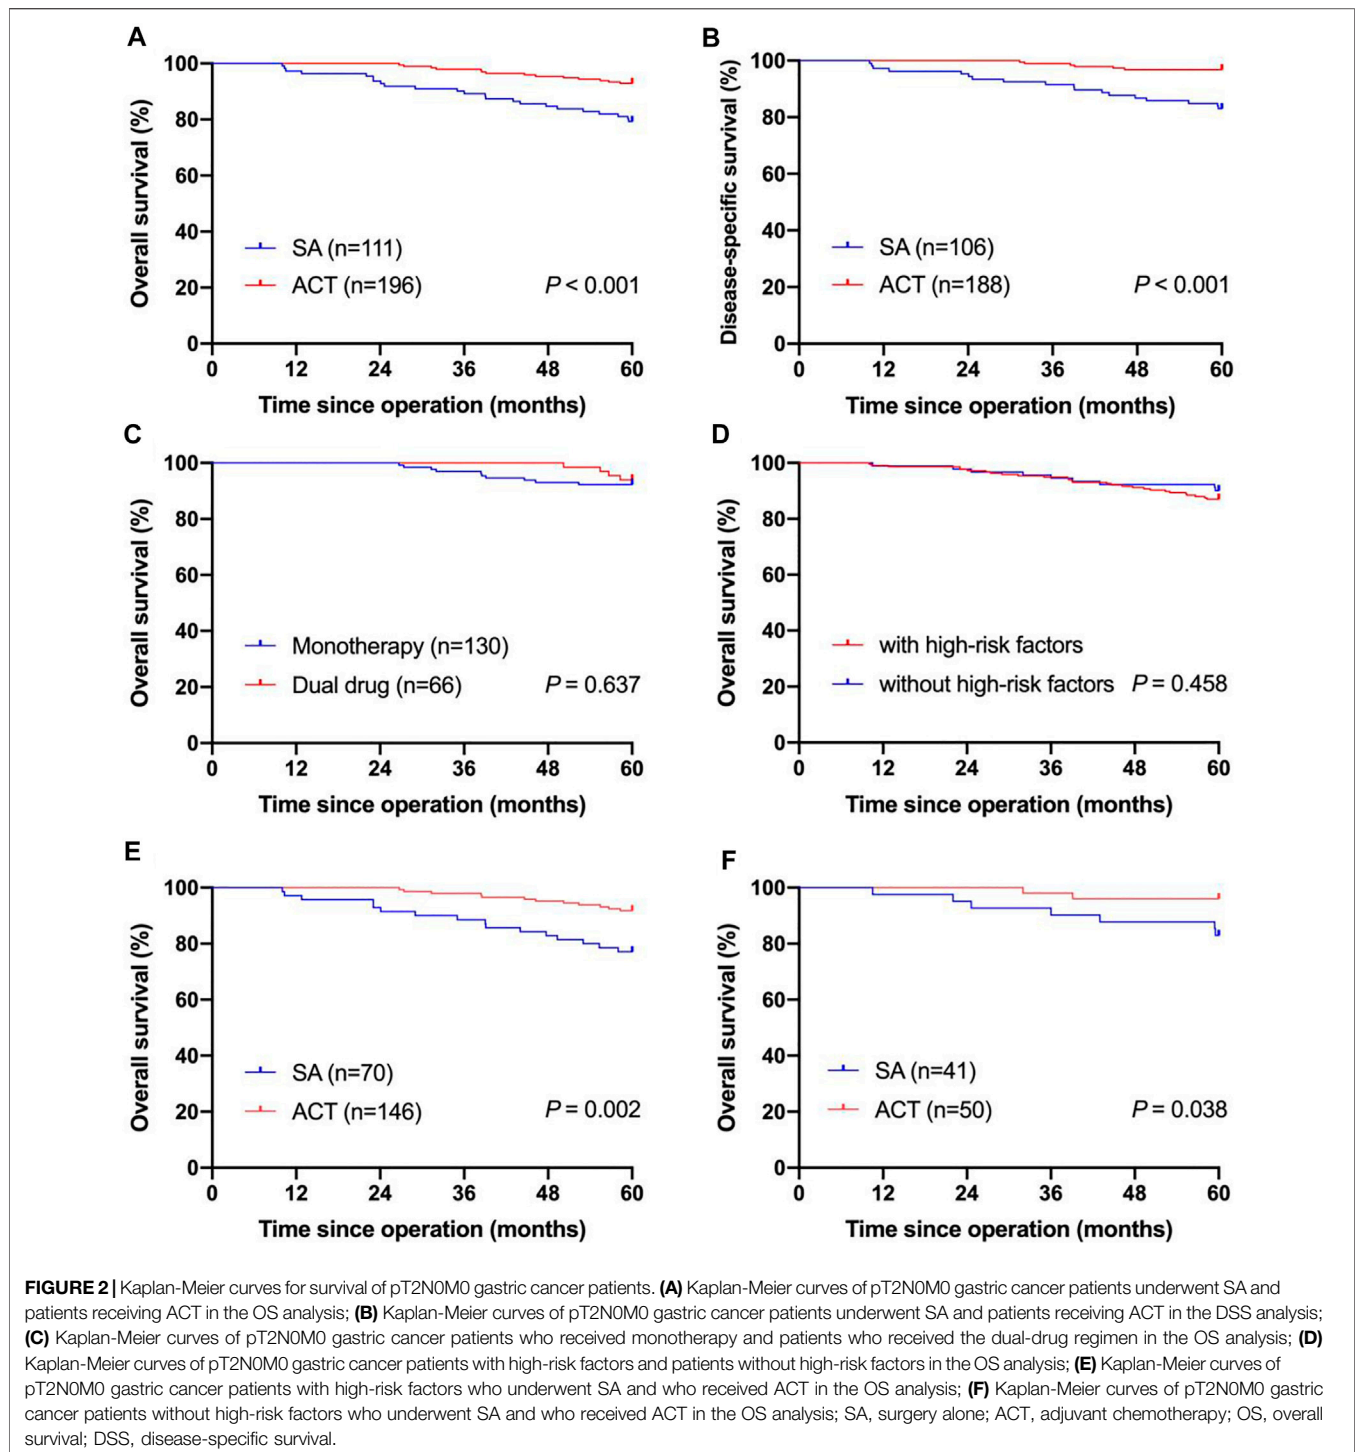 A
Overall survival (%)
100
80
60
40
20
0
SA (n=111)
ACT (n=196)
P < 0.001
0 12 24 36 48 60
Time since operation (months)
B
Disease-specific survival (%)
100
80
60
40
20
0
SA (n=106)
ACT (n=188)
P < 0.001
0 12 24 36 48 60
Time since operation (months)
C
Overall survival (%)
100
80
60
40
20
0
Monotherapy (n=130)
Dual drug (n=66)
P = 0.637
0 12 24 36 48 60
Time since operation (months)
D
Overall survival (%)
100
80
60
40
20
0
with high-risk factors
without high-risk factors P = 0.458
0 12 24 36 48 60
Time since operation (months)
E
Overall survival (%)
100
80
60
40
20
0
SA (n=70)
ACT (n=146)
P = 0.002
0 12 24 36 48 60
Time since operation (months)
F
Overall survival (%)
100
80
60
40
20
0
SA (n=41)
ACT (n=50)
P = 0.038
0 12 24 36 48 60
Time since operation (months)
FIGURE 2 | Kaplan-Meier curves for survival of pT2N0M0 gastric cancer patients. (A) Kaplan-Meier curves of pT2N0M0 gastric cancer patients underwent SA and
patients receiving ACT in the OS analysis; (B) Kaplan-Meier curves of pT2N0M0 gastric cancer patients underwent SA and patients receiving ACT in the DSS analysis;
(C) Kaplan-Meier curves of pT2N0M0 gastric cancer patients who received monotherapy and patients who received the dual-drug regimen in the OS analysis; (D)
Kaplan-Meier curves of pT2N0M0 gastric cancer patients with high-risk factors and patients without high-risk factors in the OS analysis; (E) Kaplan-Meier curves of
pT2N0M0 gastric cancer patients with high-risk factors who underwent SA and who received ACT in the OS analysis; (F) Kaplan-Meier curves of pT2N0M0 gastric
cancer patients without high-risk factors who underwent SA and who received ACT in the OS analysis; SA, surgery alone; ACT, adjuvant chemotherapy; OS, overall
survival; DSS, disease-specific survival.